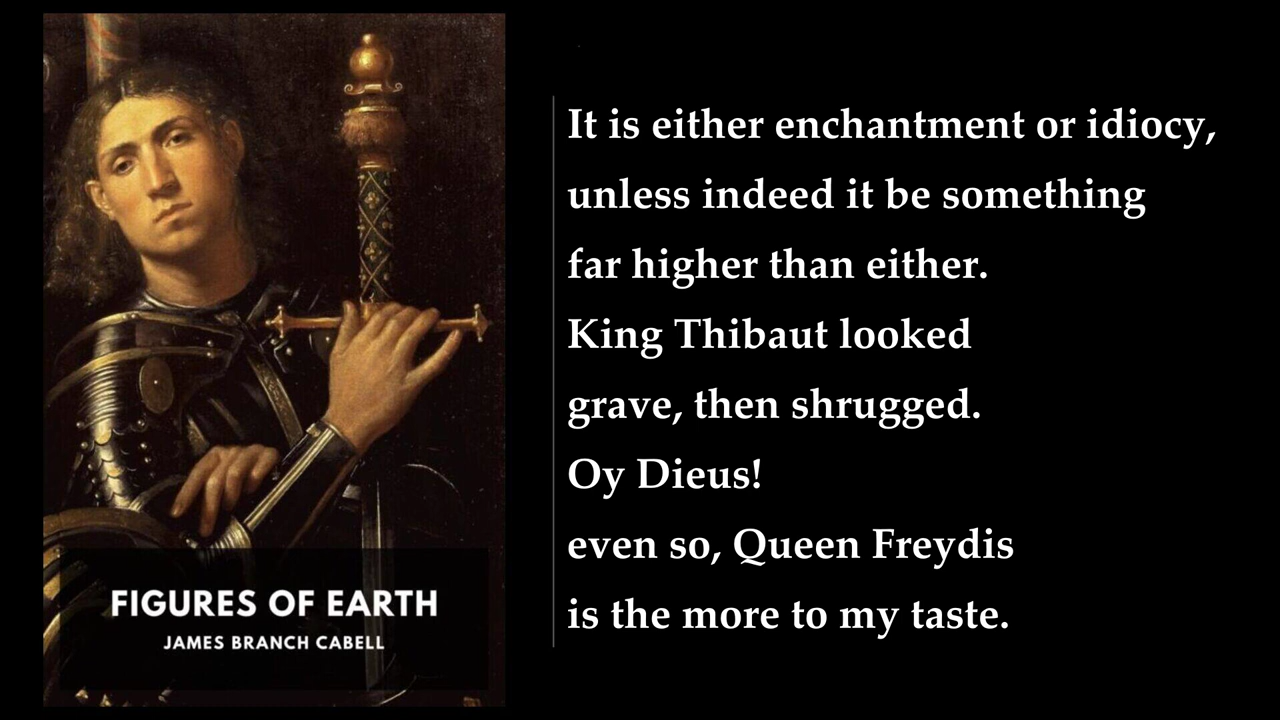 FIGURES OF EARTH
JAMES BRANCH CABELL
It is either enchantment or idiocy,
unless indeed it be something
far higher than either.
King Thibaut looked
grave, then shrugged.
Oy Dieus!
even so, Queen Freydis
is the more to my taste.